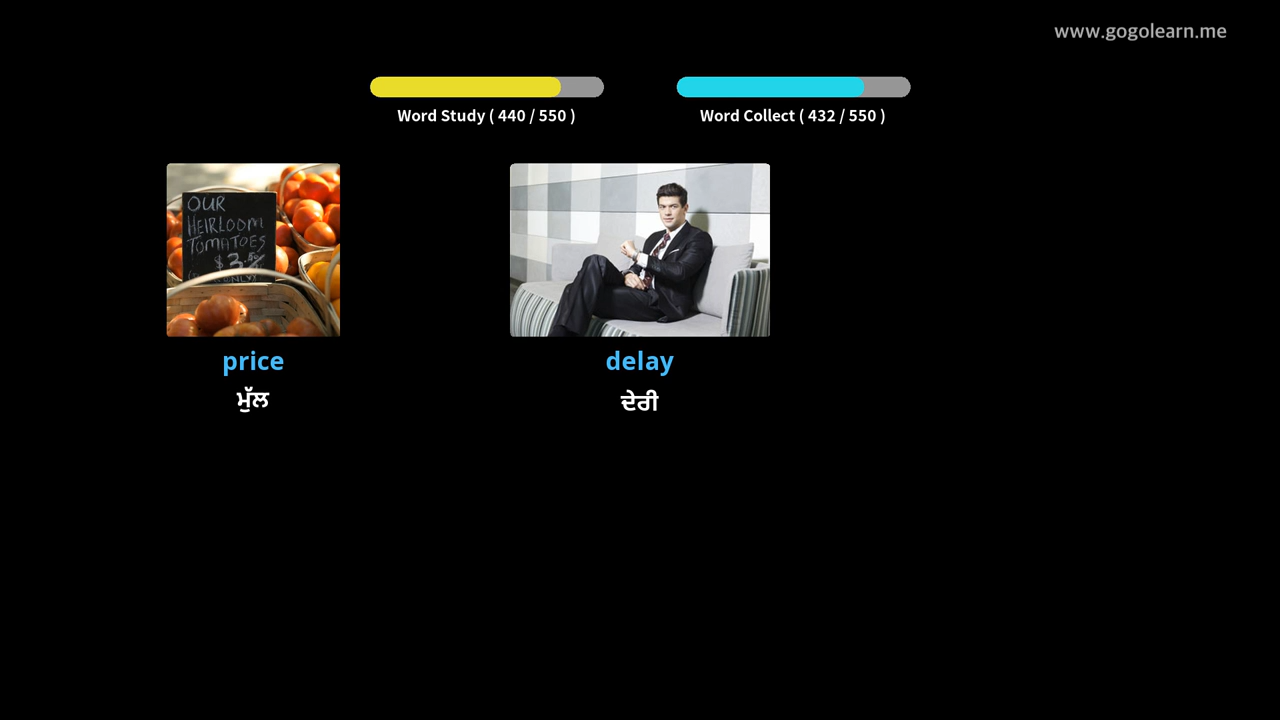 www.gogolearn.me
Word Study ( 440 / 550 )
Word Collect ( 432 / 550 )
OUR
HEIRLOOM
TOMATOES
price
delay
ਮੁੱਲ
ਦੇਰੀ